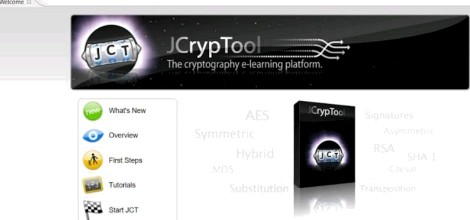 Welcome
JCT
JCrypTool
The cryptography e-learning platform.
new
What's New
Overview
First Steps
Tutorials
Start JCT
AES
Symmetric
Hybrid
MD5
Substitution
JCrypTool
JCT
Signatures
Asymmetric
RSA
SHA-1
Caesar
Transposition